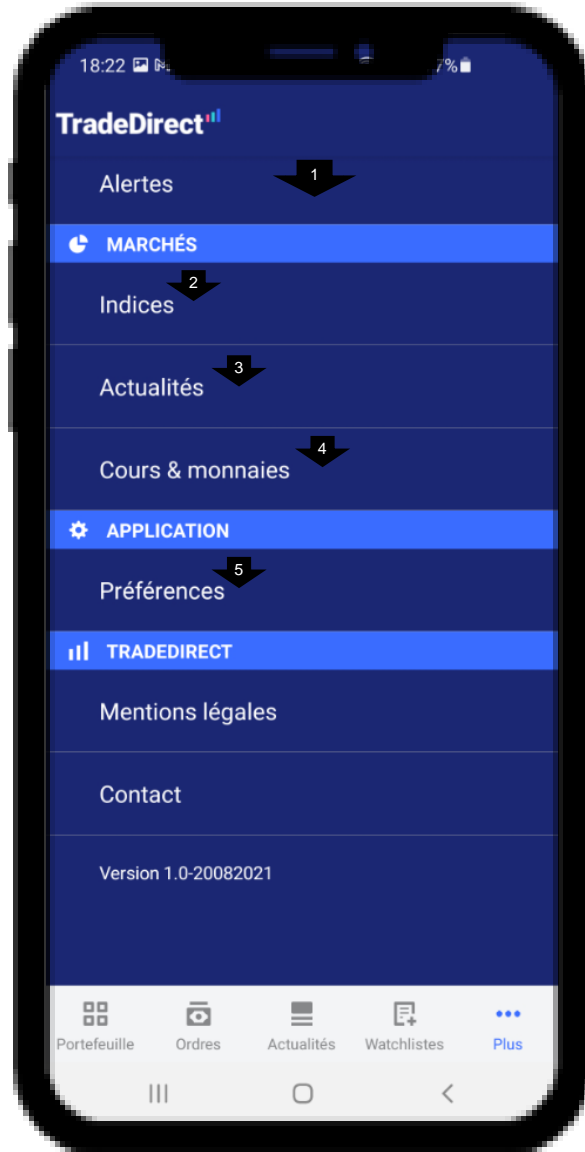 18:22
7%
TradeDirect
Alertes
1
MARCHÉS
2
Indices
3
Actualités
4
Cours & monnaies
APPLICATION
5
Préférences
TRADEDIRECT
Mentions légales
Contact
Version 1.0-20082021
Portefeuille Ordres Actualités Watchlistes Plus